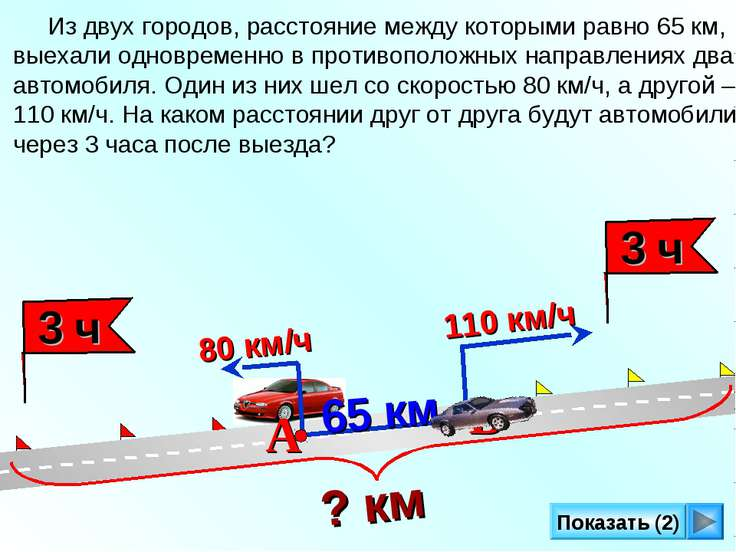 Из двух городов, расстояние между которыми равно 65 км,
выехали одновременно в противоположных направлениях два
автомобиля. Один из них шел со скоростью 80 км/ч, а другой –
110 км/ч. На каком расстоянии друг от друга будут автомобили
через 3 часа после выезда?
3 ч
3 ч
80 км/ч
110 км/ч
А
65 км
? км
Показать (2)